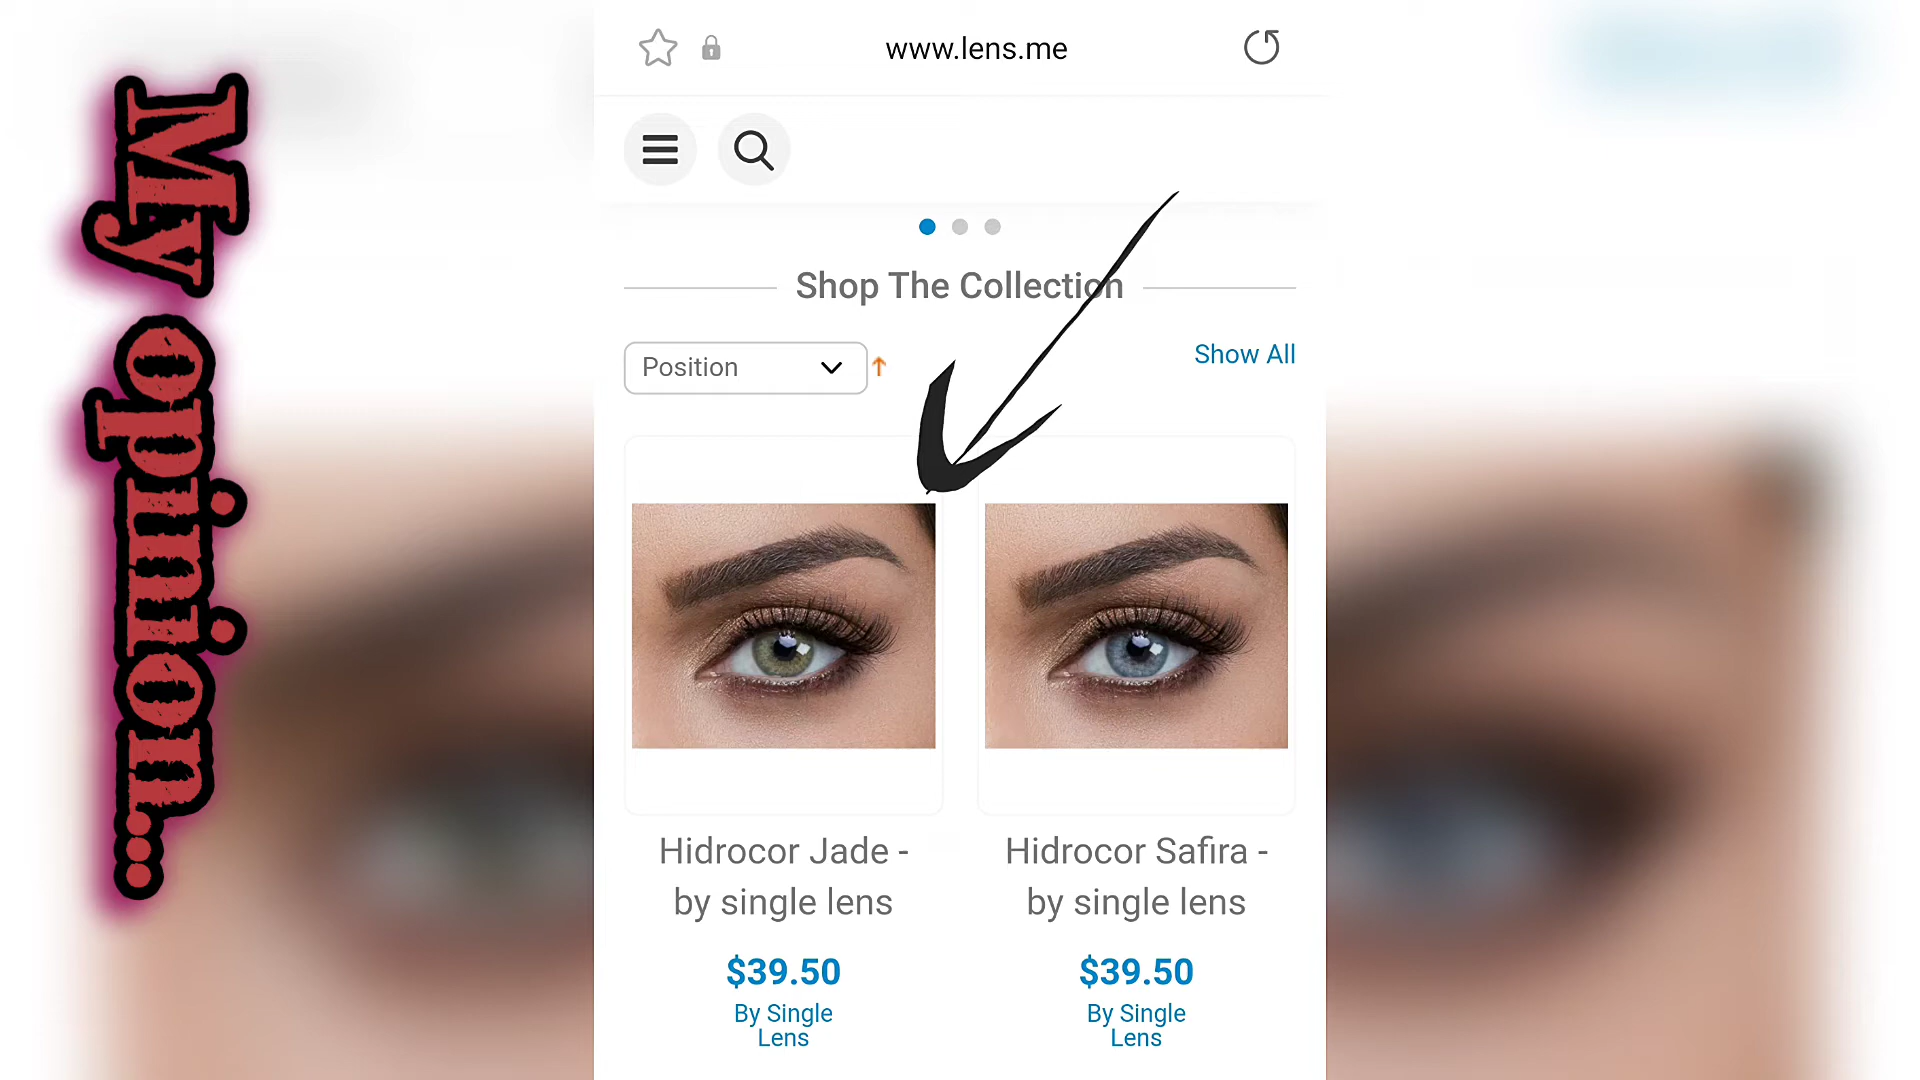 My opinion...
www.lens.me
Shop The Collection
Position
Show All
Hidrocor Jade -
by single lens
$39.50
By Single
Lens
Hidrocor Safira -
by single lens
$39.50
By Single
Lens